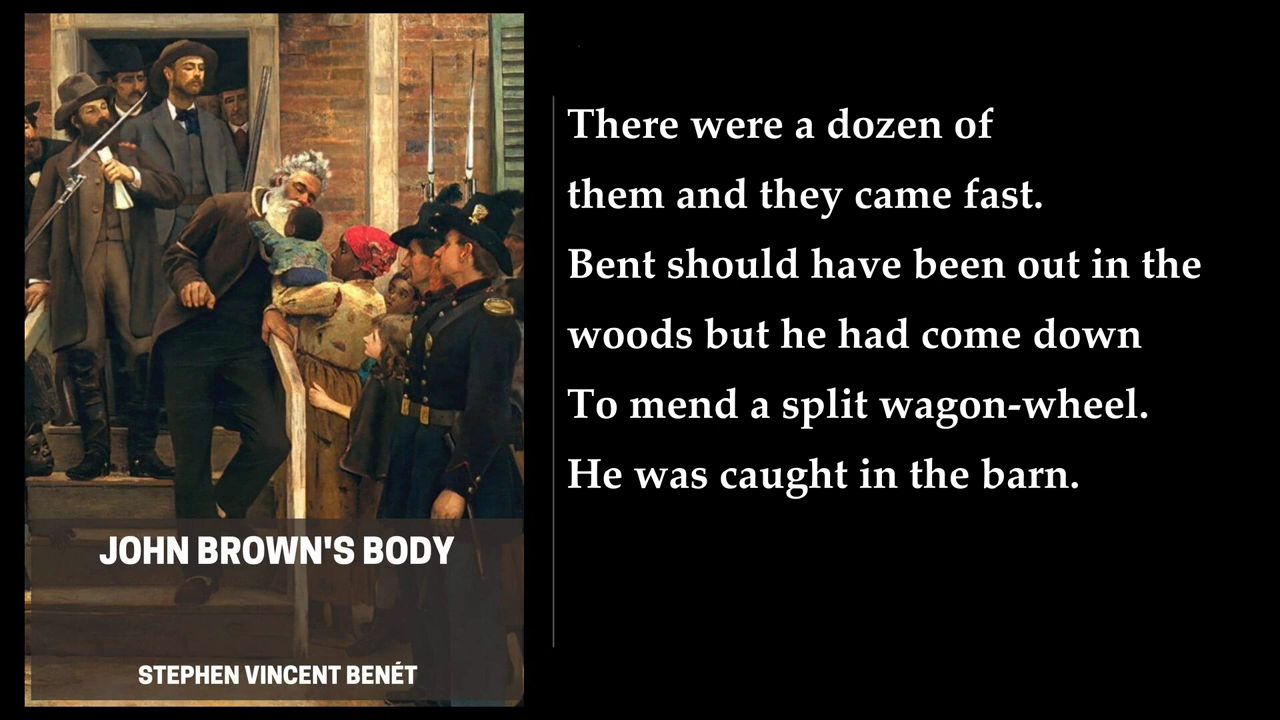 JOHN BROWN'S BODY
STEPHEN VINCENT BENÉT
There were a dozen of
them and they came fast.
Bent should have been out in the
woods but he had come down
To mend a split wagon-wheel.
He was caught in the barn.